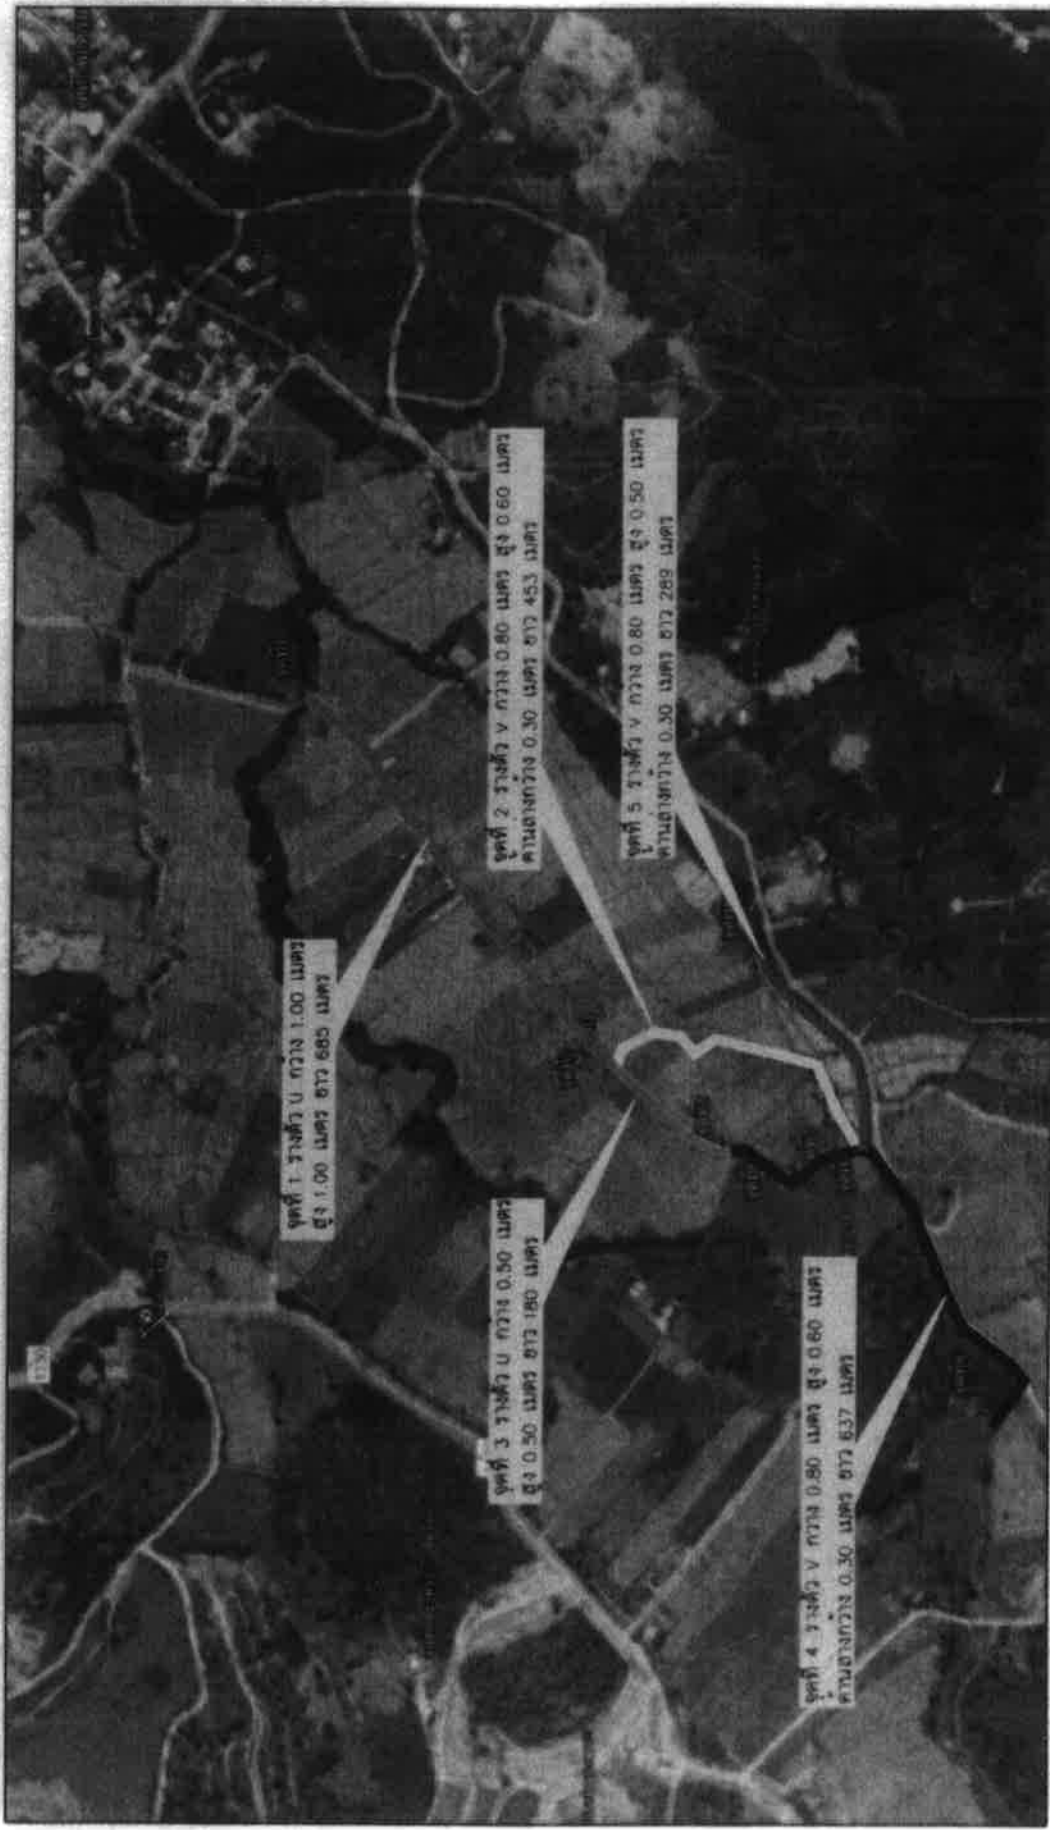 จุดที่ 1 รางตัว U กว้าง 1.00 เมตร
สูง 1.00 เมตร ยาว 685 เมตร
จุดที่ 2 รางตัว V กว้าง 0.80 เมตร สูง 0.60 เมตร
ด้านล่างกว้าง 0.30 เมตร ยาว 453 เมตร
จุดที่ 3 รางตัว U กว้าง 0.50 เมตร
สูง 0.50 เมตร ยาว 180 เมตร
จุดที่ 4 รางตัว V กว้าง 0.80 เมตร สูง 0.60 เมตร
ด้านล่างกว้าง 0.30 เมตร ยาว 637 เมตร
จุดที่ 5 รางตัว V กว้าง 0.80 เมตร สูง 0.50 เมตร
ด้านล่างกว้าง 0.30 เมตร ยาว 289 เมตร